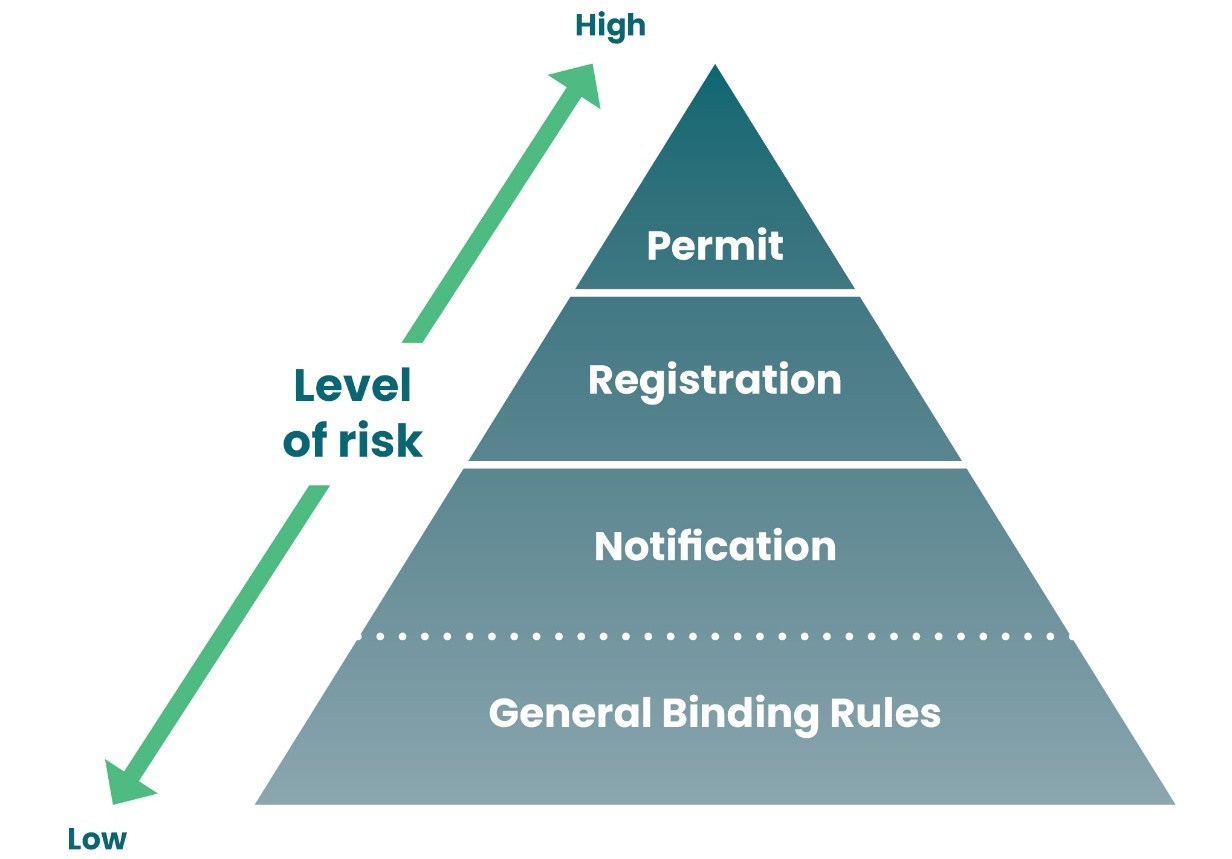 High
Permit
Registration
Level
of risk
Notification
General Binding Rules
Low